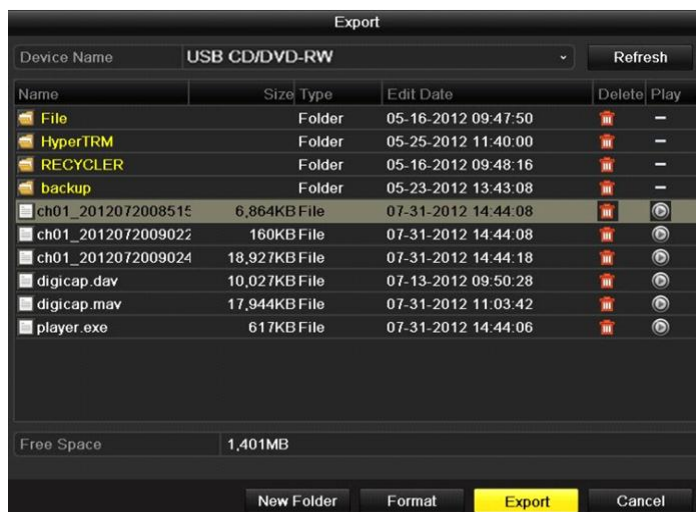 Export
Device Name USB CD/DVD-RW Refresh
Name Size Type Edit Date Delete Play
File Folder 05-16-2012 09:47:50 –
HyperTRM Folder 05-25-2012 11:40:00 –
RECYCLER Folder 05-16-2012 09:48:16 –
backup Folder 05-23-2012 13:43:08 –
ch01_2012072008515 6,864KB File 07-31-2012 14:44:08
ch01_2012072009022 160KB File 07-31-2012 14:44:08
ch01_2012072009024 18,927KB File 07-31-2012 14:44:18
digicap.dav 10,027KB File 07-13-2012 09:50:28
digicap.mav 17,944KB File 07-31-2012 11:03:42
player.exe 617KB File 07-31-2012 14:44:06
Free Space 1,401MB
New Folder Format Export Cancel